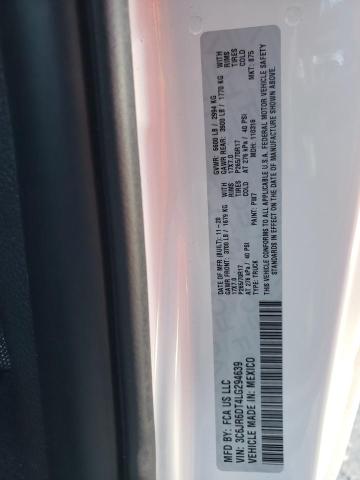 MFD BY: FCA US LLC
DATE OF MFR (BUILT): 11-20
GVWR: 6600 LB / 2994 KG
GAWR FRONT: 3700 LB / 1679 KG
GAWR REAR: 3900 LB / 1770 KG
WITH
17X7.0
17X7.0
RIMS
P265/70R17
P265/70R17
TIRES
AT 276 kPa / 40 PSI
AT 276 kPa / 40 PSI
COLD
TYPE: TRUCK
PAINT: PW7
MKT: 875
VIN: 3C6JR6DT4LG294639
VEHICLE MADE IN: MEXICO
THIS VEHICLE CONFORMS TO ALL APPLICABLE U.S.A. FEDERAL MOTOR VEHICLE SAFETY
STANDARDS IN EFFECT ON THE DATE OF MANUFACTURE SHOWN ABOVE.